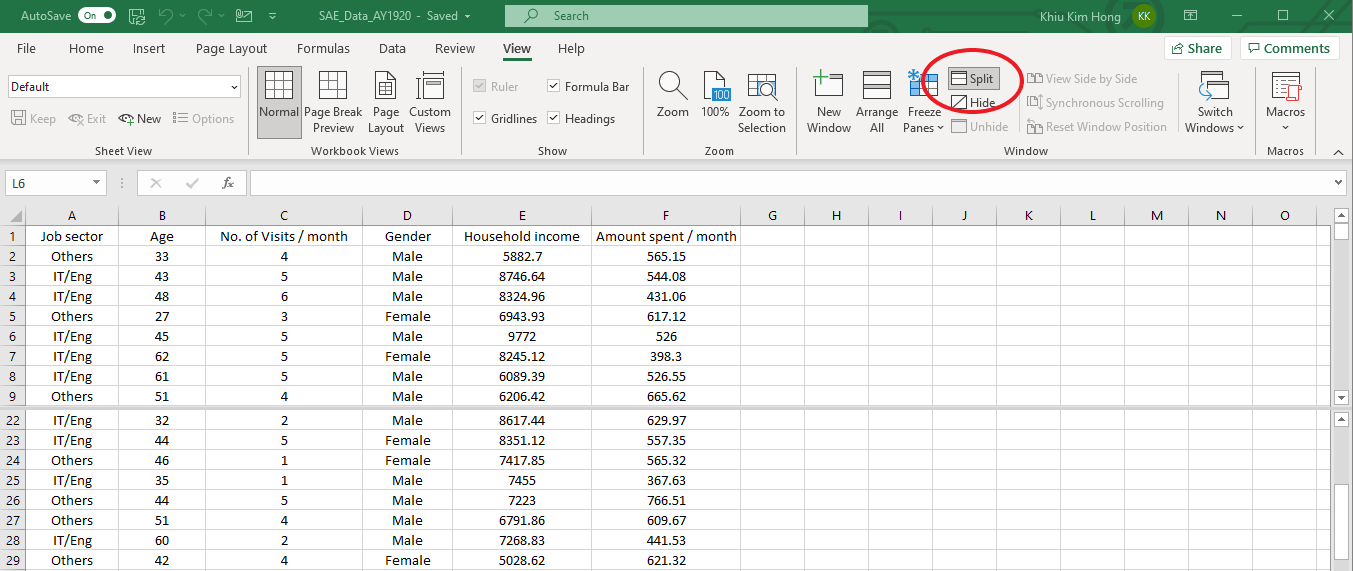 AutoSave On SAE_Data_AY1920 - Saved Search Khiu Kim Hong KK
File Home Insert Page Layout Formulas Data Review View Help Share Comments
Default
Keep Exit New Options
Sheet View
Normal Page Break Preview Page Layout Custom Views
Workbook Views
Ruler Formula Bar
Gridlines Headings
Show
Zoom 100 100% Zoom to Selection
Zoom
New Window Arrange All Freeze Panes
Split
Hide
Unhide
View Side by Side
Synchronous Scrolling
Reset Window Position
Switch Windows
Window
Macros
Macros
L6 fx
A B C D E F G H I J K L M N O
1 Job sector Age No. of Visits / month Gender Household income Amount spent / month
2 Others 33 4 Male 5882.7 565.15
3 IT/Eng 43 5 Male 8746.64 544.08
4 IT/Eng 48 6 Male 8324.96 431.06
5 Others 27 3 Female 6943.93 617.12
6 IT/Eng 45 5 Male 9772 526
7 IT/Eng 62 5 Female 8245.12 398.3
8 IT/Eng 61 5 Male 6089.39 526.55
9 Others 51 4 Male 6206.42 665.62
22 IT/Eng 32 2 Male 8617.44 629.97
23 IT/Eng 44 5 Female 8351.12 557.35
24 Others 46 1 Female 7417.85 565.32
25 IT/Eng 35 1 Male 7455 367.63
26 Others 44 5 Male 7223 766.51
27 Others 51 4 Male 6791.86 609.67
28 IT/Eng 60 2 Male 7268.83 441.53
29 Others 42 4 Female 5028.62 621.32